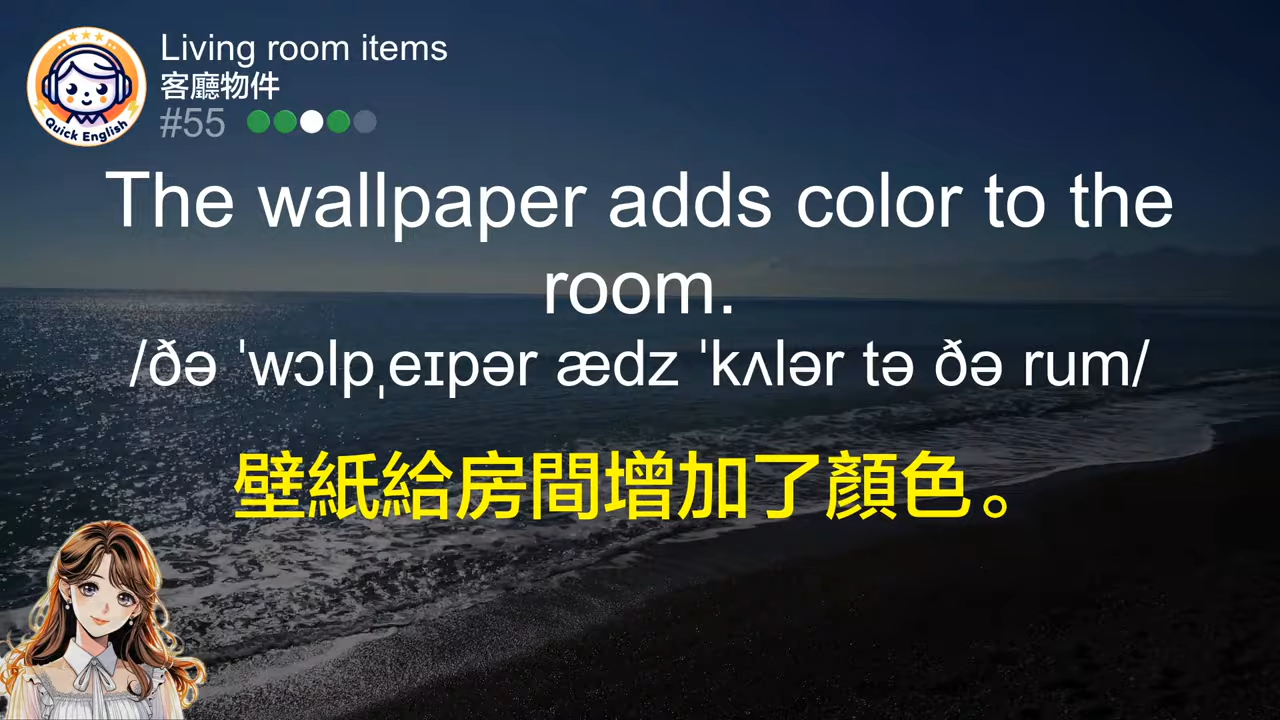 Living room items
客廳物件
#55
Quick English
The wallpaper adds color to the
room.
/ðə ˈwɔlpˌeɪpər ædz ˈkʌlər tə ðə rum/
壁紙給房間增加了顏色。